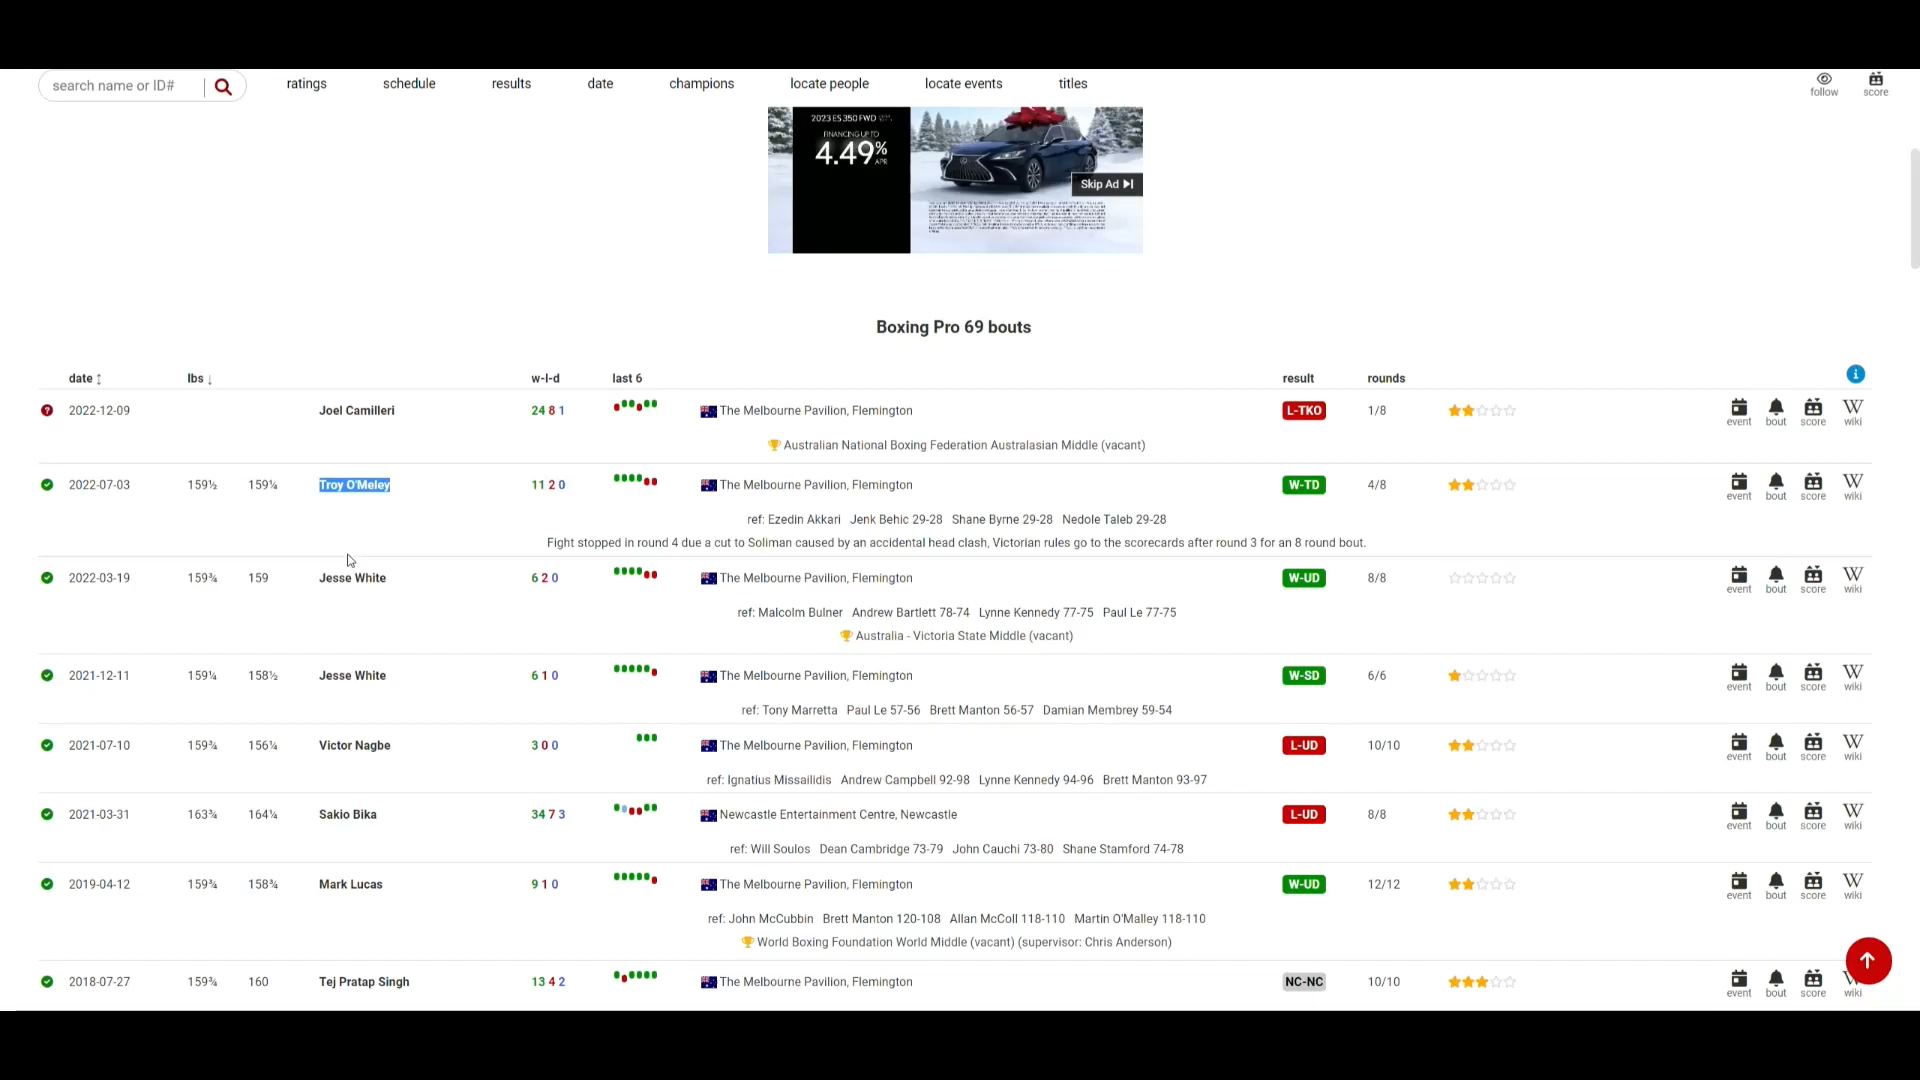 search name or ID#
ratings schedule results date champions locate people locate events titles
follow score
2023 ES 350 FWD
FINANCING UP TO
4.49% APR
Skip Ad
Boxing Pro 69 bouts
date lbs w-l-d last 6 result rounds
2022-12-09 Joel Camilleri 24 8 1 The Melbourne Pavilion, Flemington L-TKO 1/8 event bout score wiki
Australian National Boxing Federation Australasian Middle (vacant)
2022-07-03 159½ 159¼ Troy O'Meley 11 2 0 The Melbourne Pavilion, Flemington W-TD 4/8 event bout score wiki
ref: Ezedin Akkari Jenk Behic 29-28 Shane Byrne 29-28 Nedole Taleb 29-28
Fight stopped in round 4 due a cut to Soliman caused by an accidental head clash, Victorian rules go to the scorecards after round 3 for an 8 round bout.
2022-03-19 159¾ 159 Jesse White 6 2 0 The Melbourne Pavilion, Flemington W-UD 8/8 event bout score wiki
ref: Malcolm Bulner Andrew Bartlett 78-74 Lynne Kennedy 77-75 Paul Le 77-75
Australia - Victoria State Middle (vacant)
2021-12-11 159¼ 158½ Jesse White 6 1 0 The Melbourne Pavilion, Flemington W-SD 6/6 event bout score wiki
ref: Tony Marretta Paul Le 57-56 Brett Manton 56-57 Damian Membrey 59-54
2021-07-10 159¾ 156¼ Victor Nagbe 3 0 0 The Melbourne Pavilion, Flemington L-UD 10/10 event bout score wiki
ref: Ignatius Missailidis Andrew Campbell 92-98 Lynne Kennedy 94-96 Brett Manton 93-97
2021-03-31 163¾ 164¼ Sakio Bika 34 7 3 Newcastle Entertainment Centre, Newcastle L-UD 8/8 event bout score wiki
ref: Will Soulos Dean Cambridge 73-79 John Cauchi 73-80 Shane Stamford 74-78
2019-04-12 159¾ 158¾ Mark Lucas 9 1 0 The Melbourne Pavilion, Flemington W-UD 12/12 event bout score wiki
ref: John McCubbin Brett Manton 120-108 Allan McColl 118-110 Martin O'Malley 118-110
World Boxing Foundation World Middle (vacant) (supervisor: Chris Anderson)
2018-07-27 159¾ 160 Tej Pratap Singh 13 4 2 The Melbourne Pavilion, Flemington NC-NC 10/10 event bout score wiki